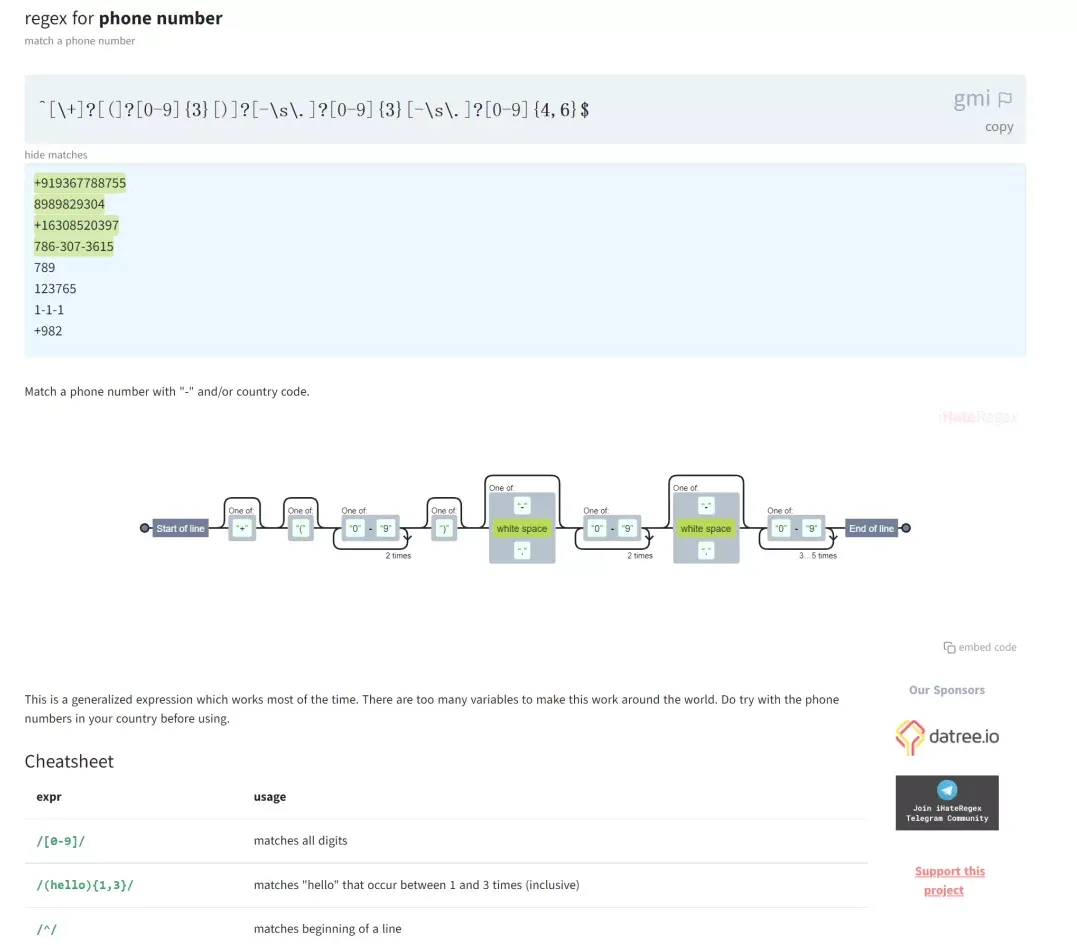 regex for phone number
match a phone number
^[\+]?[(]?[0-9]{3}[)]?[-\s\.]?[0-9]{3}[-\s\.]?[0-9]{4,6}$
gmi
copy
hide matches
+919367788755
8989829304
+16308520397
786-307-3615
789
123765
1-1-1
+982
Match a phone number with "-" and/or country code.
iHateRegex
Start of line
One of:
"+"
One of:
"("
One of:
"0" - "9"
2 times
One of:
")"
One of:
"-"
white space
"."
One of:
"0" - "9"
2 times
One of:
"-"
white space
"."
One of:
"0" - "9"
3...5 times
End of line
embed code
This is a generalized expression which works most of the time. There are too many variables to make this work around the world. Do try with the phone
numbers in your country before using.
Our Sponsors
datree.io
Join iHateRegex
Telegram Community
Support this
project
Cheatsheet
expr usage
/[0-9]/ matches all digits
/(hello){1,3}/ matches "hello" that occur between 1 and 3 times (inclusive)
/^/ matches beginning of a line